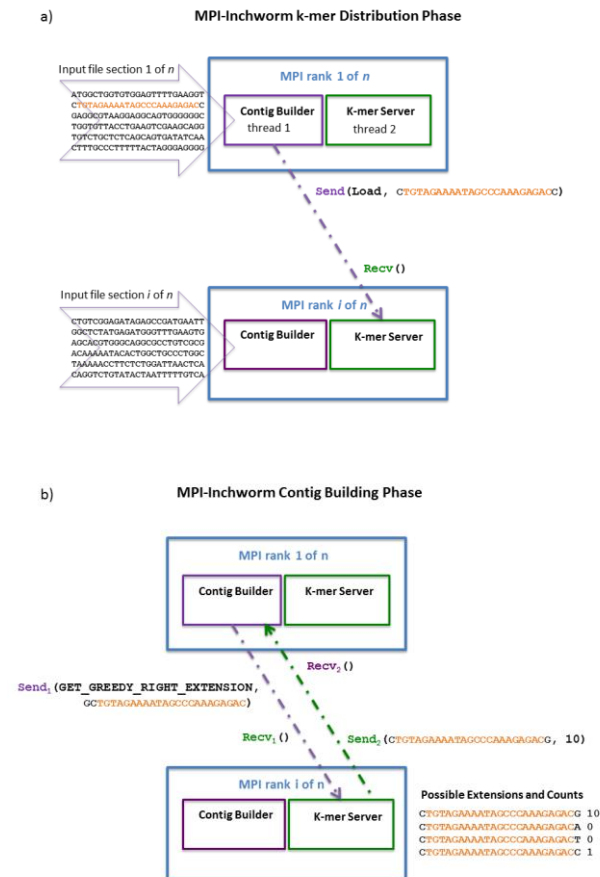 a)
MPI-Inchworm k-mer Distribution Phase
Input file section 1 of n
ATGGCTGGTGTGGAGTTTTGAAGGT
CTGTAGAAAATAGCCCAAAGAGACC
GAGGCGTAAGGAGGCAGTGGGGGGC
TGGTGTTACCTGAAGTCGAAGCAGG
TGTCTGCTCTCAGCAGTGATATCAA
CTTTGCCCTTTTTACTAGGGAGGGG
MPI rank 1 of n
Contig Builder
thread 1
K-mer Server
thread 2
Send(Load, CTGTAGAAAATAGCCCAAAGAGACC)
Recv()
Input file section i of n
CTGTCGGAGATAGAGCCGATGAATT
GGCTCTATGAGATGGGTTTGAAGTG
AGCACGTGGGCAGGCGCCTGTCGCG
ACAAAAATACACTGGCTGCCCTGGC
TAAAAACCTTCTCTGGATTAACTCA
CAGGTCTGTATACTAATTTTTGTCA
MPI rank i of n
Contig Builder
K-mer Server
b)
MPI-Inchworm Contig Building Phase
MPI rank 1 of n
Contig Builder
K-mer Server
Recv2()
Send1(GET_GREEDY_RIGHT_EXTENSION,
GCTGTAGAAAATAGCCCAAAGAGAC)
Recv1()
Send2(CTGTAGAAAATAGCCCAAAGAGACG, 10)
MPI rank i of n
Contig Builder
K-mer Server
Possible Extensions and Counts
CTGTAGAAAATAGCCCAAAGAGACG 10
CTGTAGAAAATAGCCCAAAGAGACA 0
CTGTAGAAAATAGCCCAAAGAGACT 0
CTGTAGAAAATAGCCCAAAGAGACC 1